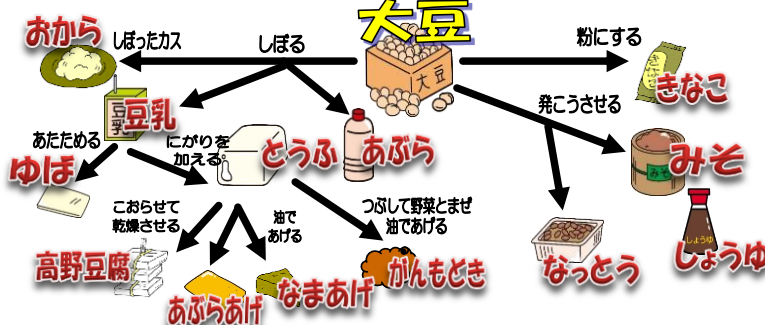 大豆
大豆
おから
しぼったカス
しぼる
粉にする
きなこ
きなこ
豆乳
豆乳
発こうさせる
あたためる
にがりを
加える
とうふ
あぶら
みそ
みそ
ゆば
こおらせて
乾燥させる
油で
あげる
つぶして野菜とまぜ
油であげる
しょうゆ
しょうゆ
高野豆腐
あぶらあげ
なまあげ
がんもどき
なっとう